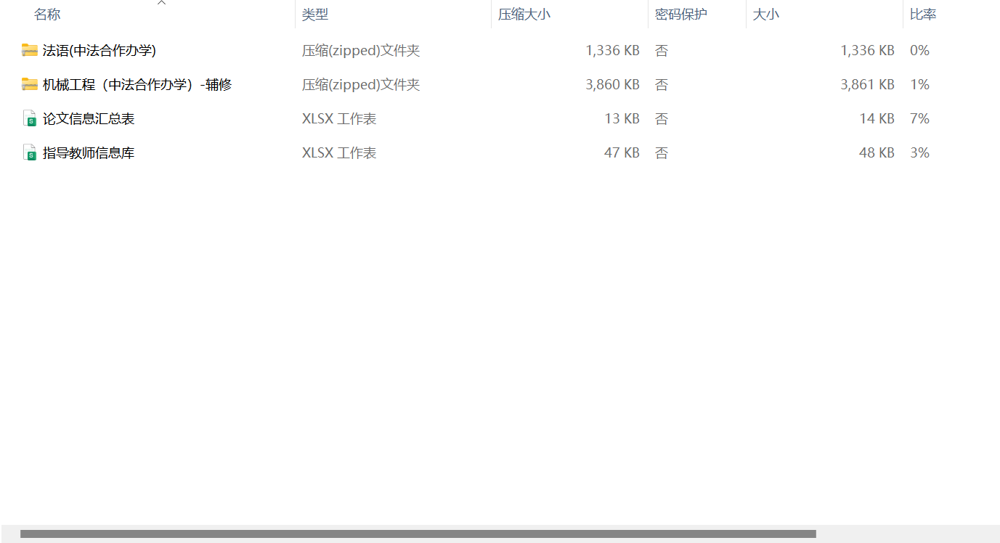 名称 类型 压缩大小 密码保护 大小 比率
法语(中法合作办学) 压缩(zipped)文件夹 1,336 KB 否 1,336 KB 0%
机械工程（中法合作办学）-辅修 压缩(zipped)文件夹 3,860 KB 否 3,861 KB 1%
论文信息汇总表 XLSX 工作表 13 KB 否 14 KB 7%
指导教师信息库 XLSX 工作表 47 KB 否 48 KB 3%